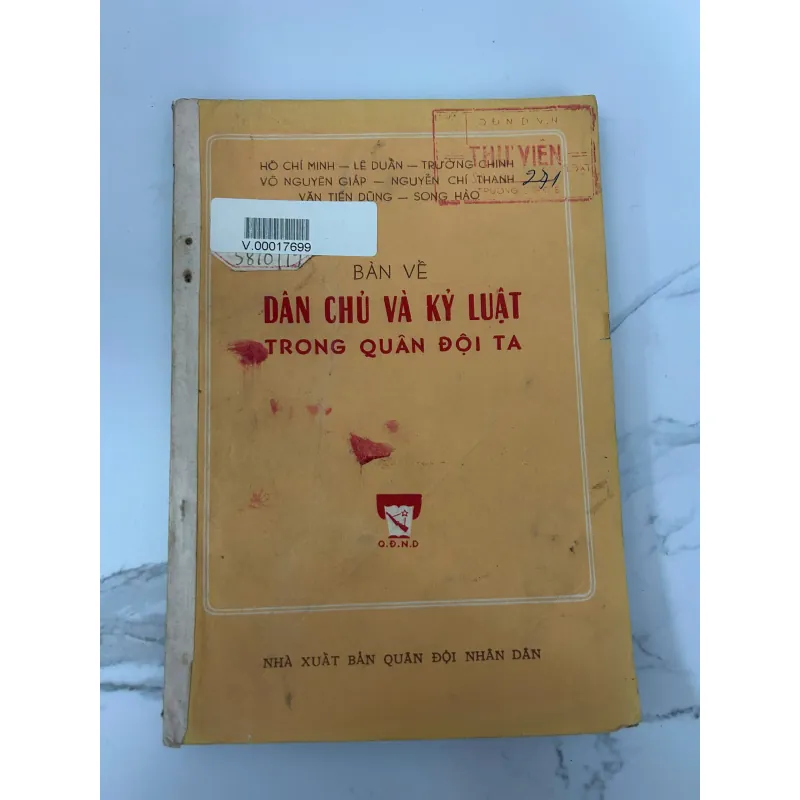 Q.Đ.N.D.V.N
THƯ VIỆN
241
HỒ CHÍ MINH — LÊ DUẨN — TRƯỜNG CHINH
VÕ NGUYÊN GIÁP — NGUYỄN CHÍ THANH
VĂN TIẾN DŨNG — SONG HÀO
V.00017699
BÀN VỀ
DÂN CHỦ VÀ KỶ LUẬT
TRONG QUÂN ĐỘI TA
Q.Đ.N.D
NHÀ XUẤT BẢN QUÂN ĐỘI NHÂN DÂN